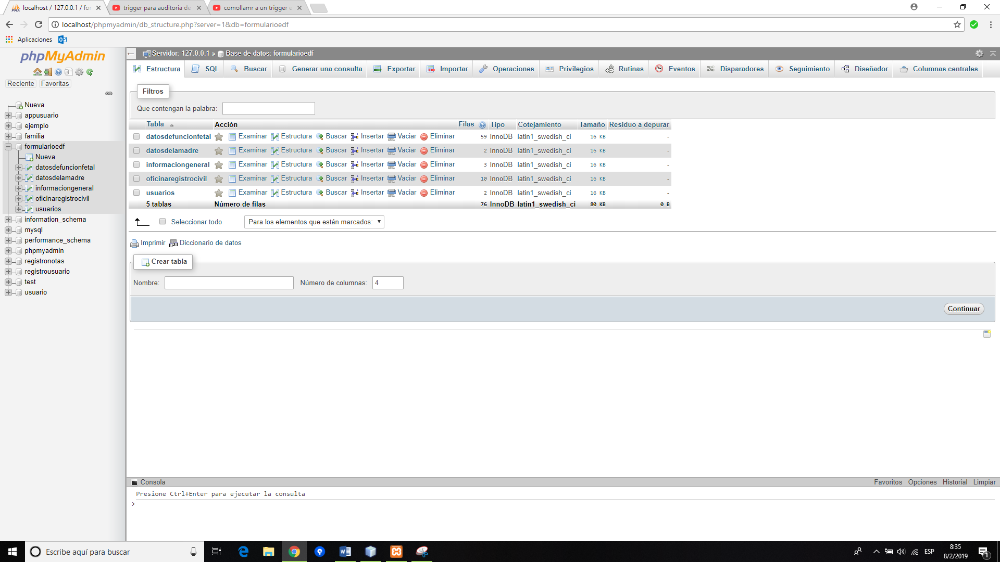 localhost / 127.0.0.1 / for
trigger para auditoria de
comollamr a un trigger e
localhost/phpmyadmin/db_structure.php?server=1&db=formularioedf
Aplicaciones
phpMyAdmin
Reciente Favoritas
Nueva
appusuario
ejemplo
familia
formularioedf
Nueva
datosdefuncionfetal
datosdelamadre
informaciongeneral
oficinaregistrocivil
usuarios
information_schema
mysql
performance_schema
phpmyadmin
registronotas
registrousuario
test
usuario
Servidor: 127.0.0.1 » Base de datos: formularioedf
Estructura SQL Buscar Generar una consulta Exportar Importar Operaciones Privilegios Rutinas Eventos Disparadores Seguimiento Diseñador Columnas centrales
Filtros
Que contengan la palabra:
Tabla Acción Filas Tipo Cotejamiento Tamaño Residuo a depurar
datosdefuncionfetal Examinar Estructura Buscar Insertar Vaciar Eliminar 59 InnoDB latin1_swedish_ci 16 KB -
datosdelamadre Examinar Estructura Buscar Insertar Vaciar Eliminar 2 InnoDB latin1_swedish_ci 16 KB -
informaciongeneral Examinar Estructura Buscar Insertar Vaciar Eliminar 3 InnoDB latin1_swedish_ci 16 KB -
oficinaregistrocivil Examinar Estructura Buscar Insertar Vaciar Eliminar 10 InnoDB latin1_swedish_ci 16 KB -
usuarios Examinar Estructura Buscar Insertar Vaciar Eliminar 2 InnoDB latin1_swedish_ci 16 KB -
5 tablas Número de filas 76 InnoDB latin1_swedish_ci 80 KB 0 B
Seleccionar todo Para los elementos que están marcados:
Imprimir Diccionario de datos
Crear tabla
Nombre: Número de columnas: 4
Continuar
Consola Favoritos Opciones Historial Limpiar
Presione Ctrl+Enter para ejecutar la consulta
>
Escribe aquí para buscar
ESP
8:35
8/2/2019
1